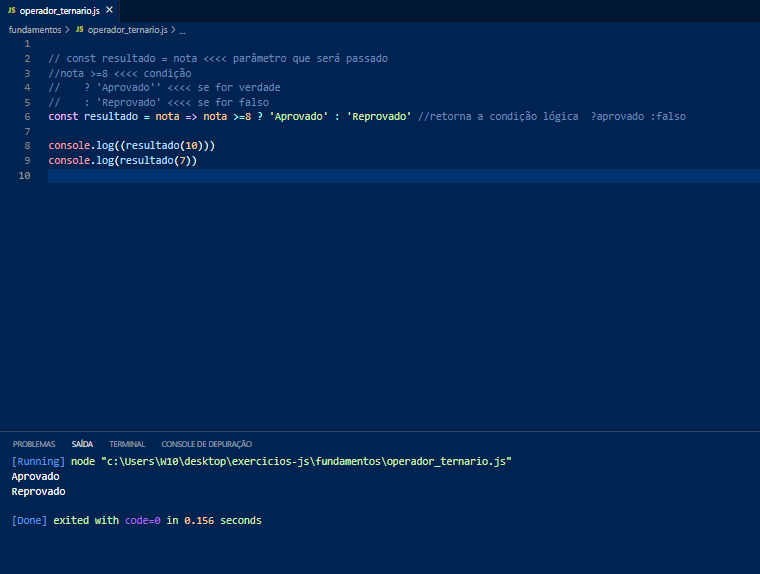 JS operador_ternario.js ×
fundamentos > JS operador_ternario.js > ...
1
2 // const resultado = nota <<<< parâmetro que será passado
3 //nota >=8 <<<< condição
4 //    ? 'Aprovado'' <<<< se for verdade
5 //    : 'Reprovado' <<<< se for falso
6 const resultado = nota => nota >=8 ? 'Aprovado' : 'Reprovado' //retorna a condição lógica  ?aprovado :falso
7
8 console.log((resultado(10)))
9 console.log(resultado(7))
10
PROBLEMAS SAÍDA TERMINAL CONSOLE DE DEPURAÇÃO
[Running] node "c:\Users\W10\desktop\exercicios-js\fundamentos\operador_ternario.js"
Aprovado
Reprovado
[Done] exited with code=0 in 0.156 seconds